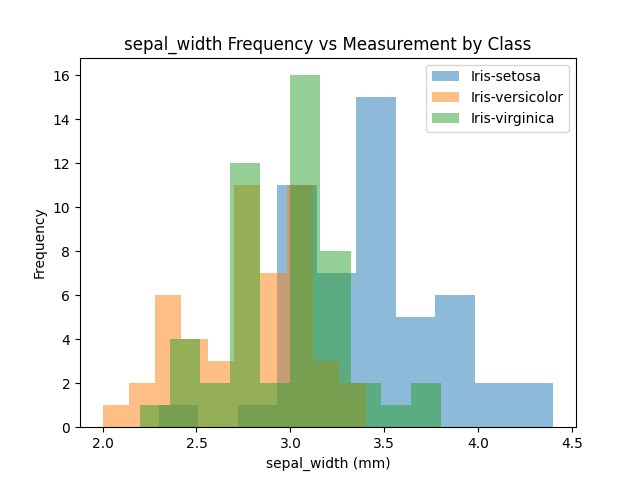 sepal_width Frequency vs Measurement by Class
Iris-setosa
Iris-versicolor
Iris-virginica
16
14
12
10
8
6
4
2
0
Frequency
2.0 2.5 3.0 3.5 4.0 4.5
sepal_width (mm)